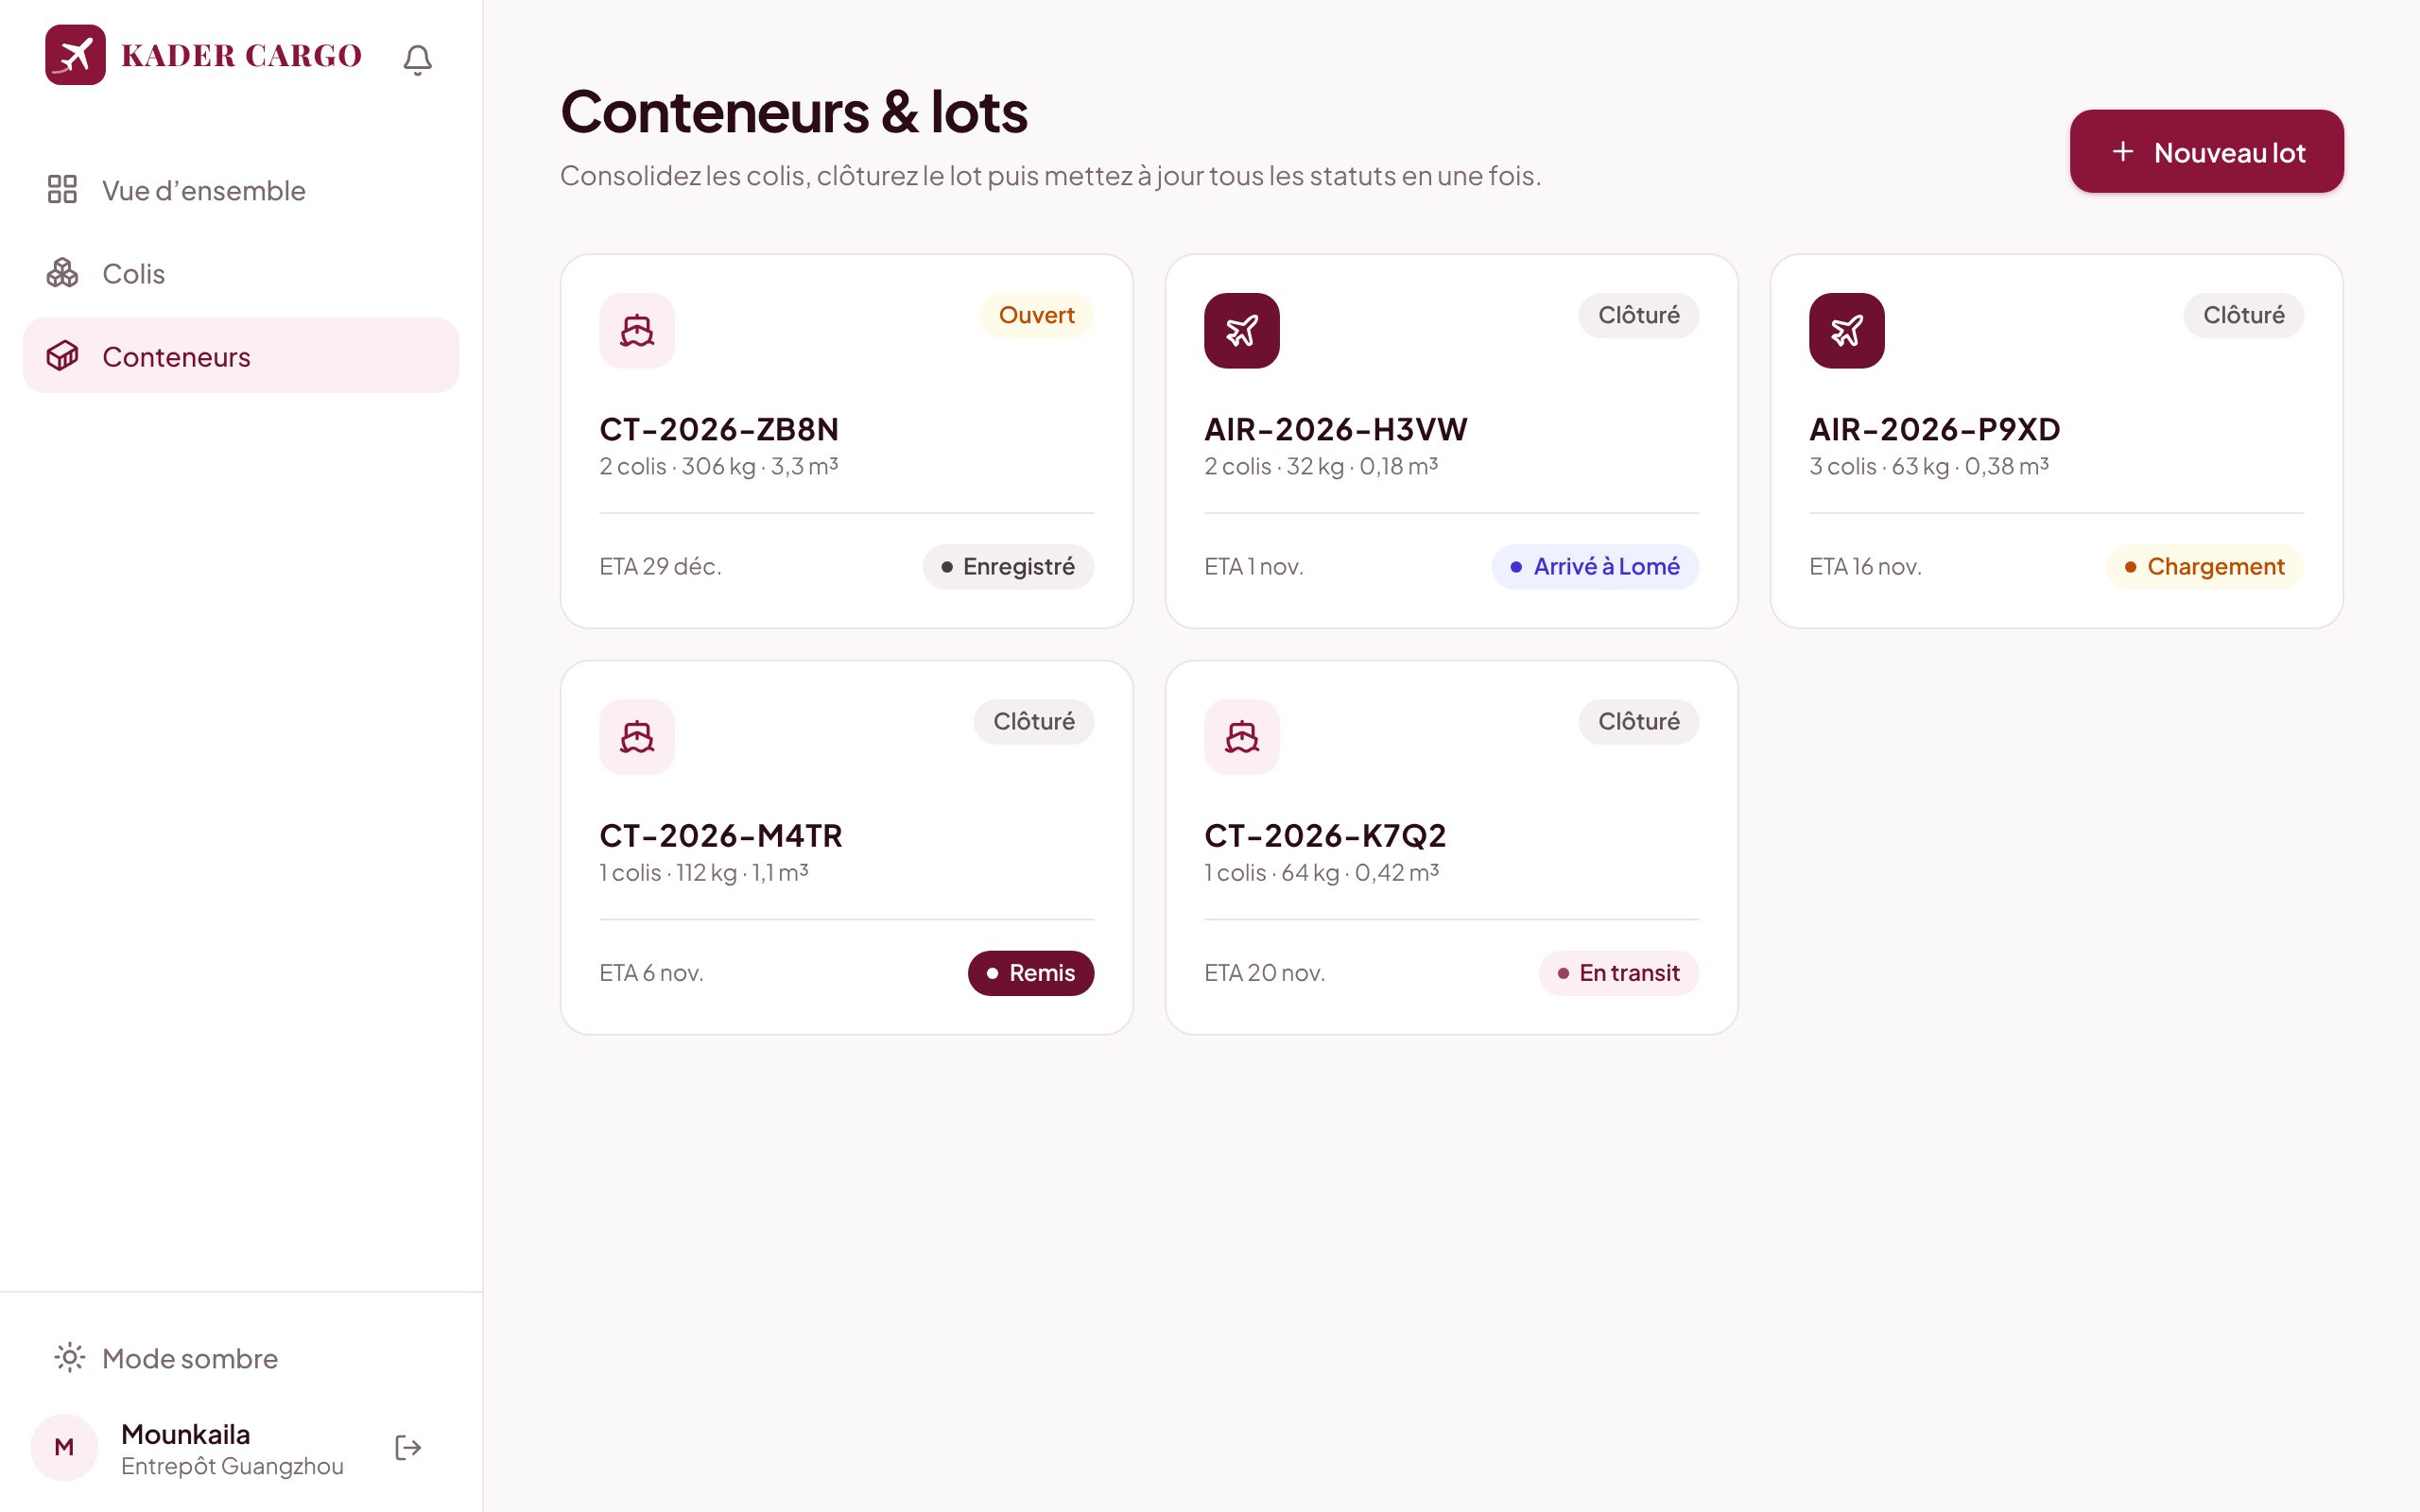 KADER CARGO
Vue d’ensemble
Colis
Conteneurs
Mode sombre
M
Mounkaila
Entrepôt Guangzhou
Conteneurs & lots
Consolidez les colis, clôturez le lot puis mettez à jour tous les statuts en une fois.
+ Nouveau lot
Ouvert
CT-2026-ZB8N
2 colis · 306 kg · 3,3 m³
ETA 29 déc.
Enregistré
Clôturé
AIR-2026-H3VW
2 colis · 32 kg · 0,18 m³
ETA 1 nov.
Arrivé à Lomé
Clôturé
AIR-2026-P9XD
3 colis · 63 kg · 0,38 m³
ETA 16 nov.
Chargement
Clôturé
CT-2026-M4TR
1 colis · 112 kg · 1,1 m³
ETA 6 nov.
Remis
Clôturé
CT-2026-K7Q2
1 colis · 64 kg · 0,42 m³
ETA 20 nov.
En transit